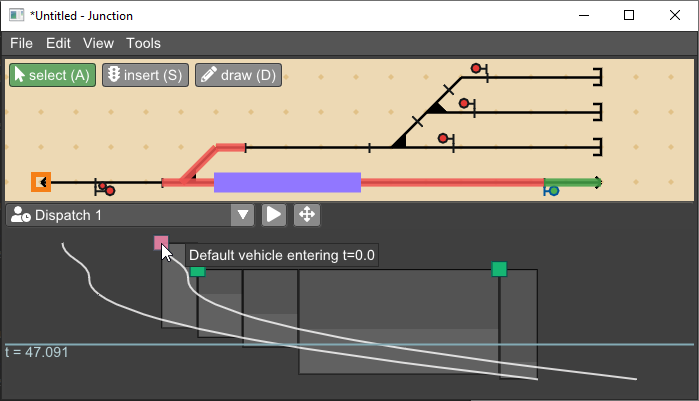 *Untitled - Junction
File Edit View Tools
select (A) insert (S) draw (D)
Dispatch 1
Default vehicle entering t=0.0
t = 47.091